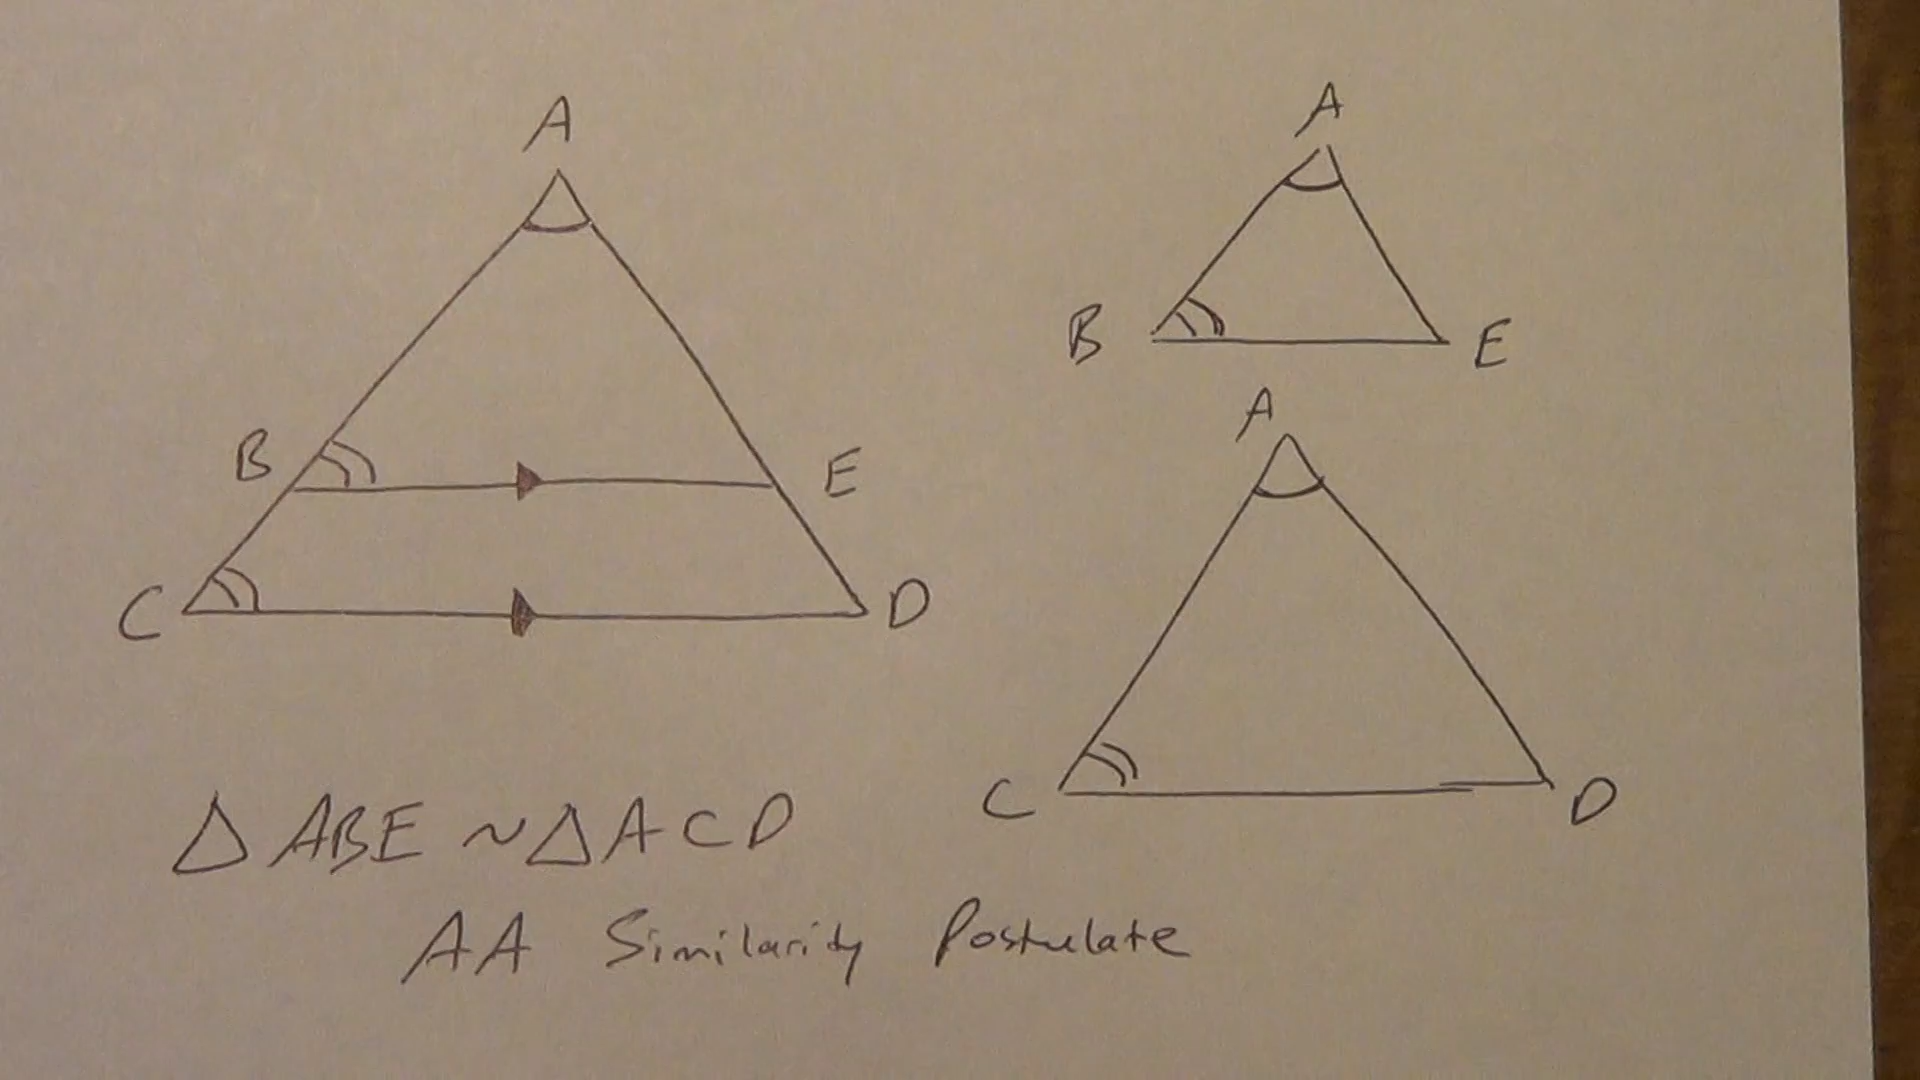 A
B
E
C
D
A
B
E
A
C
D
△ABE ~ △ACD
AA Similarity Postulate